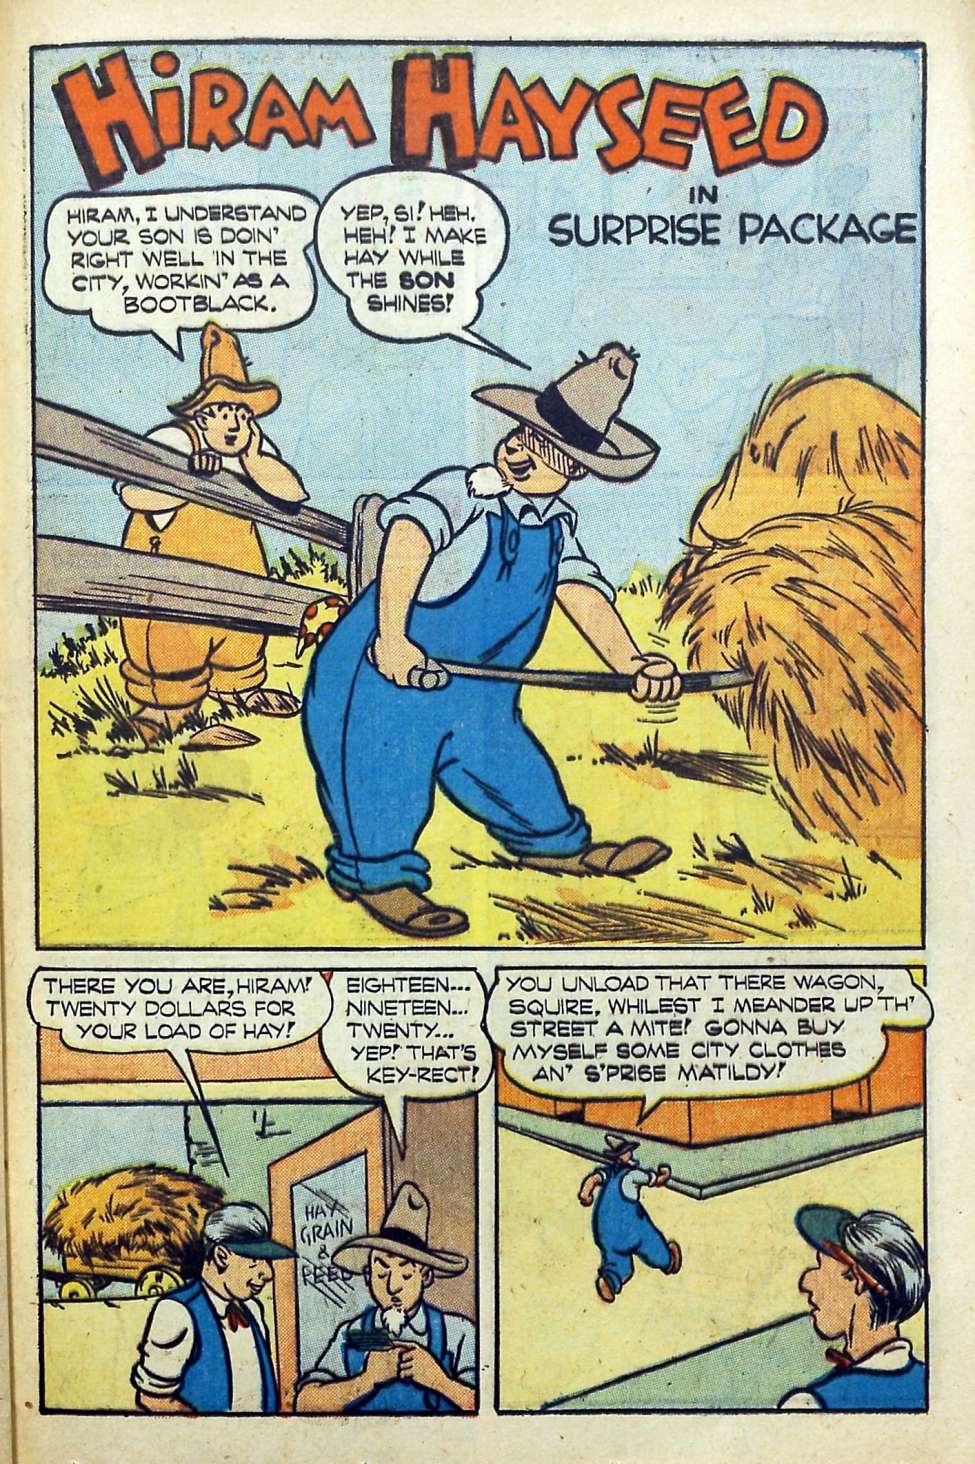 HIRAM HAYSEED
IN
SURPRISE PACKAGE
HIRAM, I UNDERSTAND
YOUR SON IS DOIN'
RIGHT WELL IN THE
CITY, WORKIN' AS A
BOOTBLACK.
YEP, SI! HEH.
HEH! I MAKE
HAY WHILE
THE SON
SHINES!
THERE YOU ARE, HIRAM!
TWENTY DOLLARS FOR
YOUR LOAD OF HAY!
EIGHTEEN...
NINETEEN...
TWENTY...
YEP! THAT'S
KEY-RECT!
HAY
GRAIN
&
FEED
YOU UNLOAD THAT THERE WAGON,
SQUIRE, WHILEST I MEANDER UP TH'
STREET A MITE! GONNA BUY
MYSELF SOME CITY CLOTHES
AN' S'PRISE MATILDY!